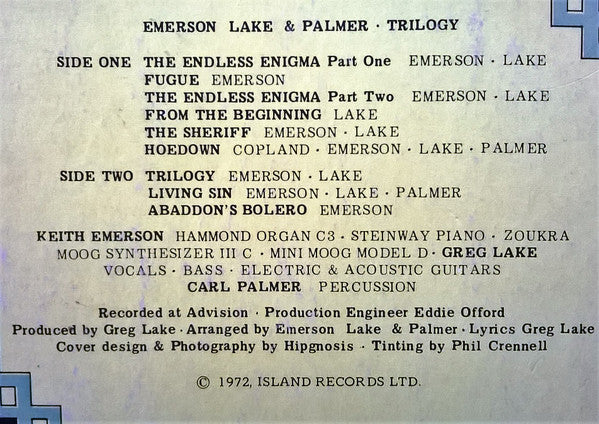 EMERSON LAKE & PALMER · TRILOGY
SIDE ONE THE ENDLESS ENIGMA Part One EMERSON · LAKE
FUGUE EMERSON
THE ENDLESS ENIGMA Part Two EMERSON · LAKE
FROM THE BEGINNING LAKE
THE SHERIFF EMERSON · LAKE
HOEDOWN COPLAND · EMERSON · LAKE · PALMER
SIDE TWO TRILOGY EMERSON · LAKE
LIVING SIN EMERSON · LAKE · PALMER
ABADDON'S BOLERO EMERSON
KEITH EMERSON HAMMOND ORGAN C3 · STEINWAY PIANO · ZOUKRA
MOOG SYNTHESIZER III C · MINI MOOG MODEL D · GREG LAKE
VOCALS · BASS · ELECTRIC & ACOUSTIC GUITARS
CARL PALMER PERCUSSION
Recorded at Advision · Production Engineer Eddie Offord
Produced by Greg Lake · Arranged by Emerson Lake & Palmer · Lyrics Greg Lake
Cover design & Photography by Hipgnosis · Tinting by Phil Crennell
© 1972, ISLAND RECORDS LTD.